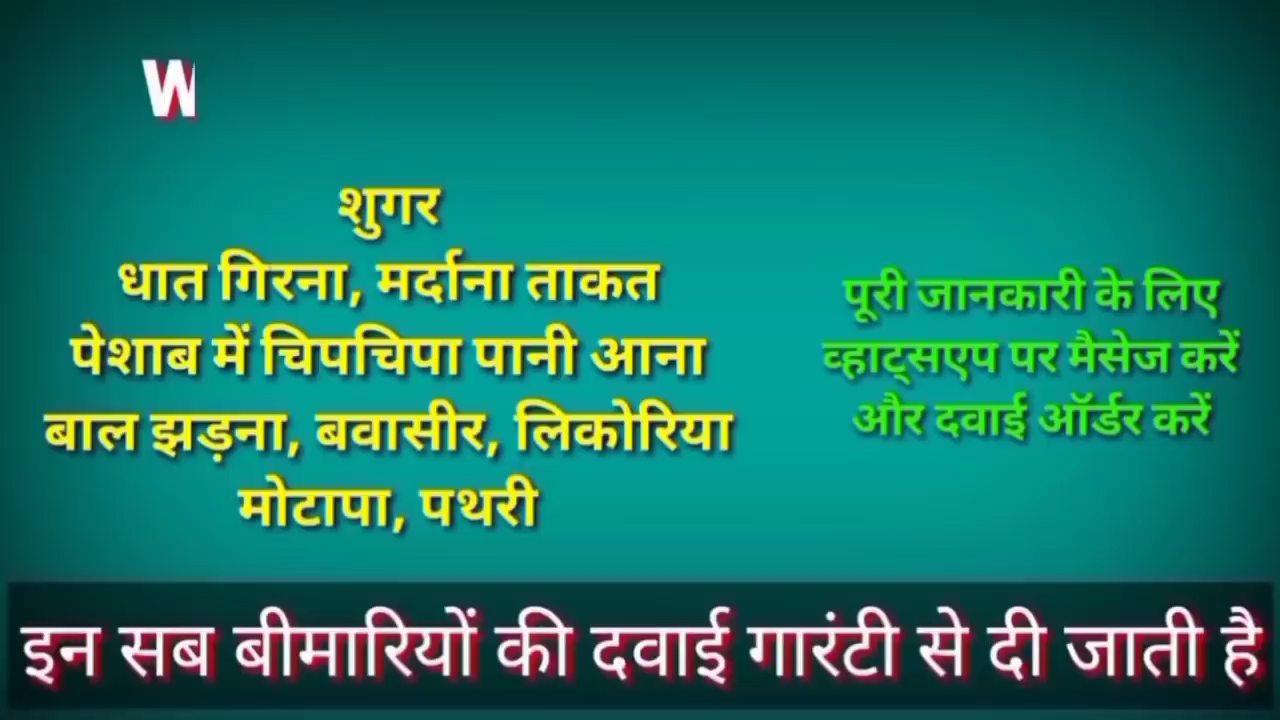 W
शुगर
धात गिरना, मर्दाना ताकत
पेशाब में चिपचिपा पानी आना
बाल झड़ना, बवासीर, लिकोरिया
मोटापा, पथरी
पूरी जानकारी के लिए
व्हाट्सएप पर मैसेज करें
और दवाई ऑर्डर करें
इन सब बीमारियों की दवाई गारंटी से दी जाती है